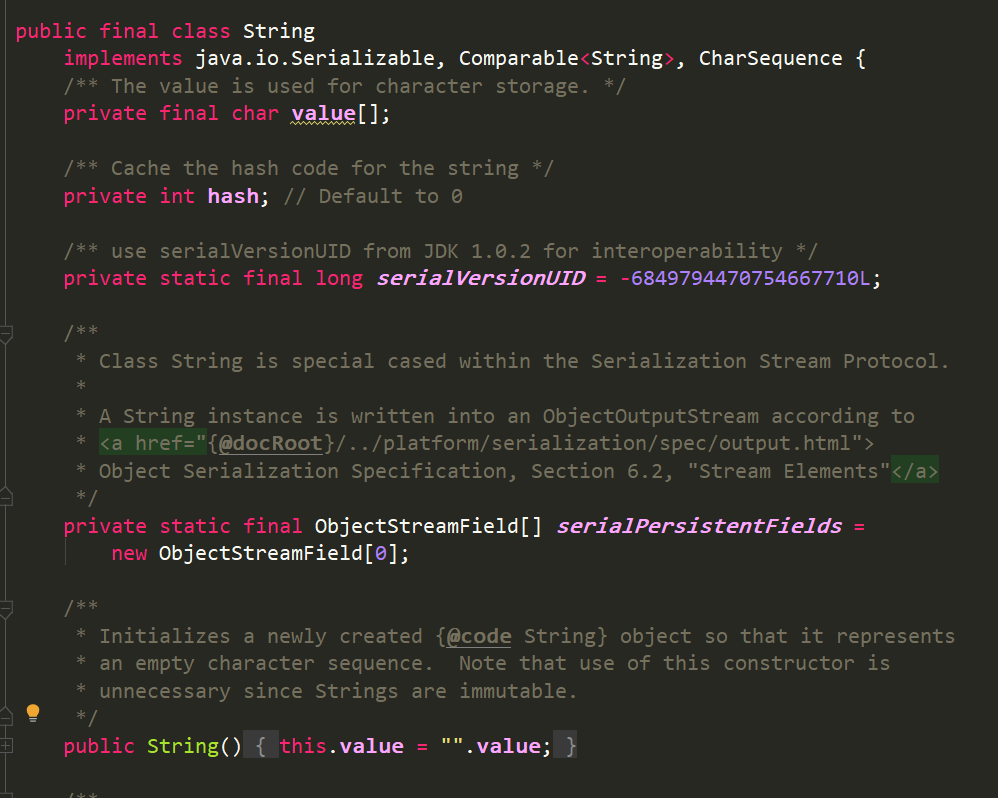 public final class String
    implements java.io.Serializable, Comparable<String>, CharSequence {
    /** The value is used for character storage. */
    private final char value[];

    /** Cache the hash code for the string */
    private int hash; // Default to 0

    /** use serialVersionUID from JDK 1.0.2 for interoperability */
    private static final long serialVersionUID = -6849794470754667710L;

    /**
     * Class String is special cased within the Serialization Stream Protocol.
     *
     * A String instance is written into an ObjectOutputStream according to
     * <a href="{@docRoot}/../platform/serialization/spec/output.html">
     * Object Serialization Specification, Section 6.2, "Stream Elements"</a>
     */
    private static final ObjectStreamField[] serialPersistentFields =
        new ObjectStreamField[0];

    /**
     * Initializes a newly created {@code String} object so that it represents
     * an empty character sequence.  Note that use of this constructor is
     * unnecessary since Strings are immutable.
     */
    public String() { this.value = "".value; }

    /**